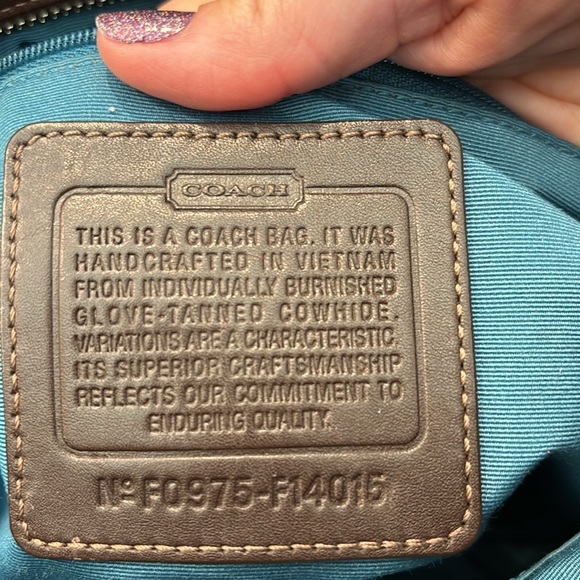 COACH
THIS IS A COACH BAG. IT WAS
HANDCRAFTED IN VIETNAM
FROM INDIVIDUALLY BURNISHED
GLOVE-TANNED COWHIDE.
VARIATIONS ARE A CHARACTERISTIC.
ITS SUPERIOR CRAFTSMANSHIP
REFLECTS OUR COMMITMENT TO
ENDURING QUALITY.
Nº F0975-F14015